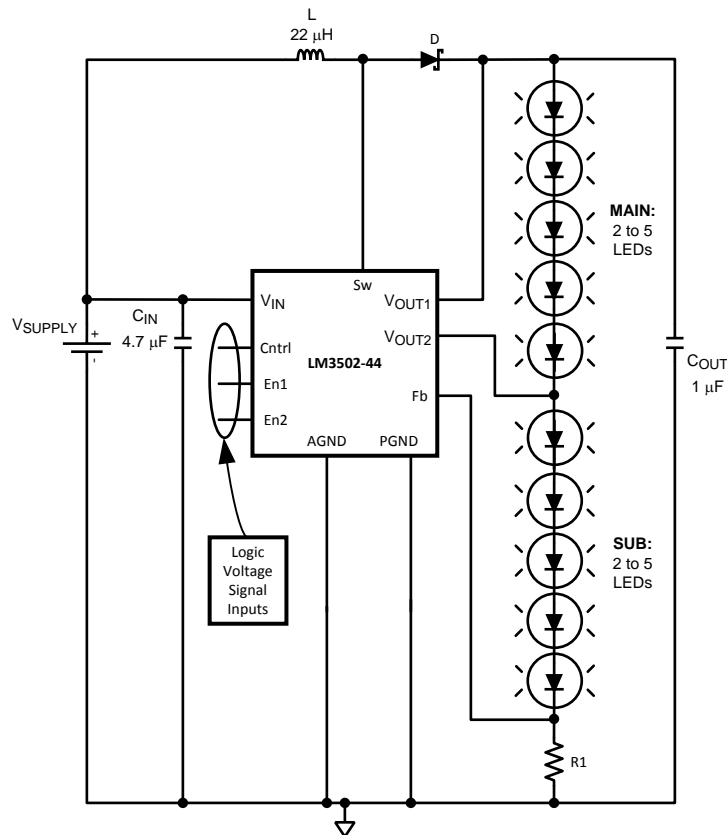 L
22 μH
D
MAIN:
2 to 5
LEDs
Sw
VIN
VOUT1
CIN
4.7 μF
VSUPPLY
+
-
VOUT2
Cntrl
LM3502-44
En1
Fb
En2
AGND
PGND
COUT
1 μF
Logic
Voltage
Signal
Inputs
SUB:
2 to 5
LEDs
R1